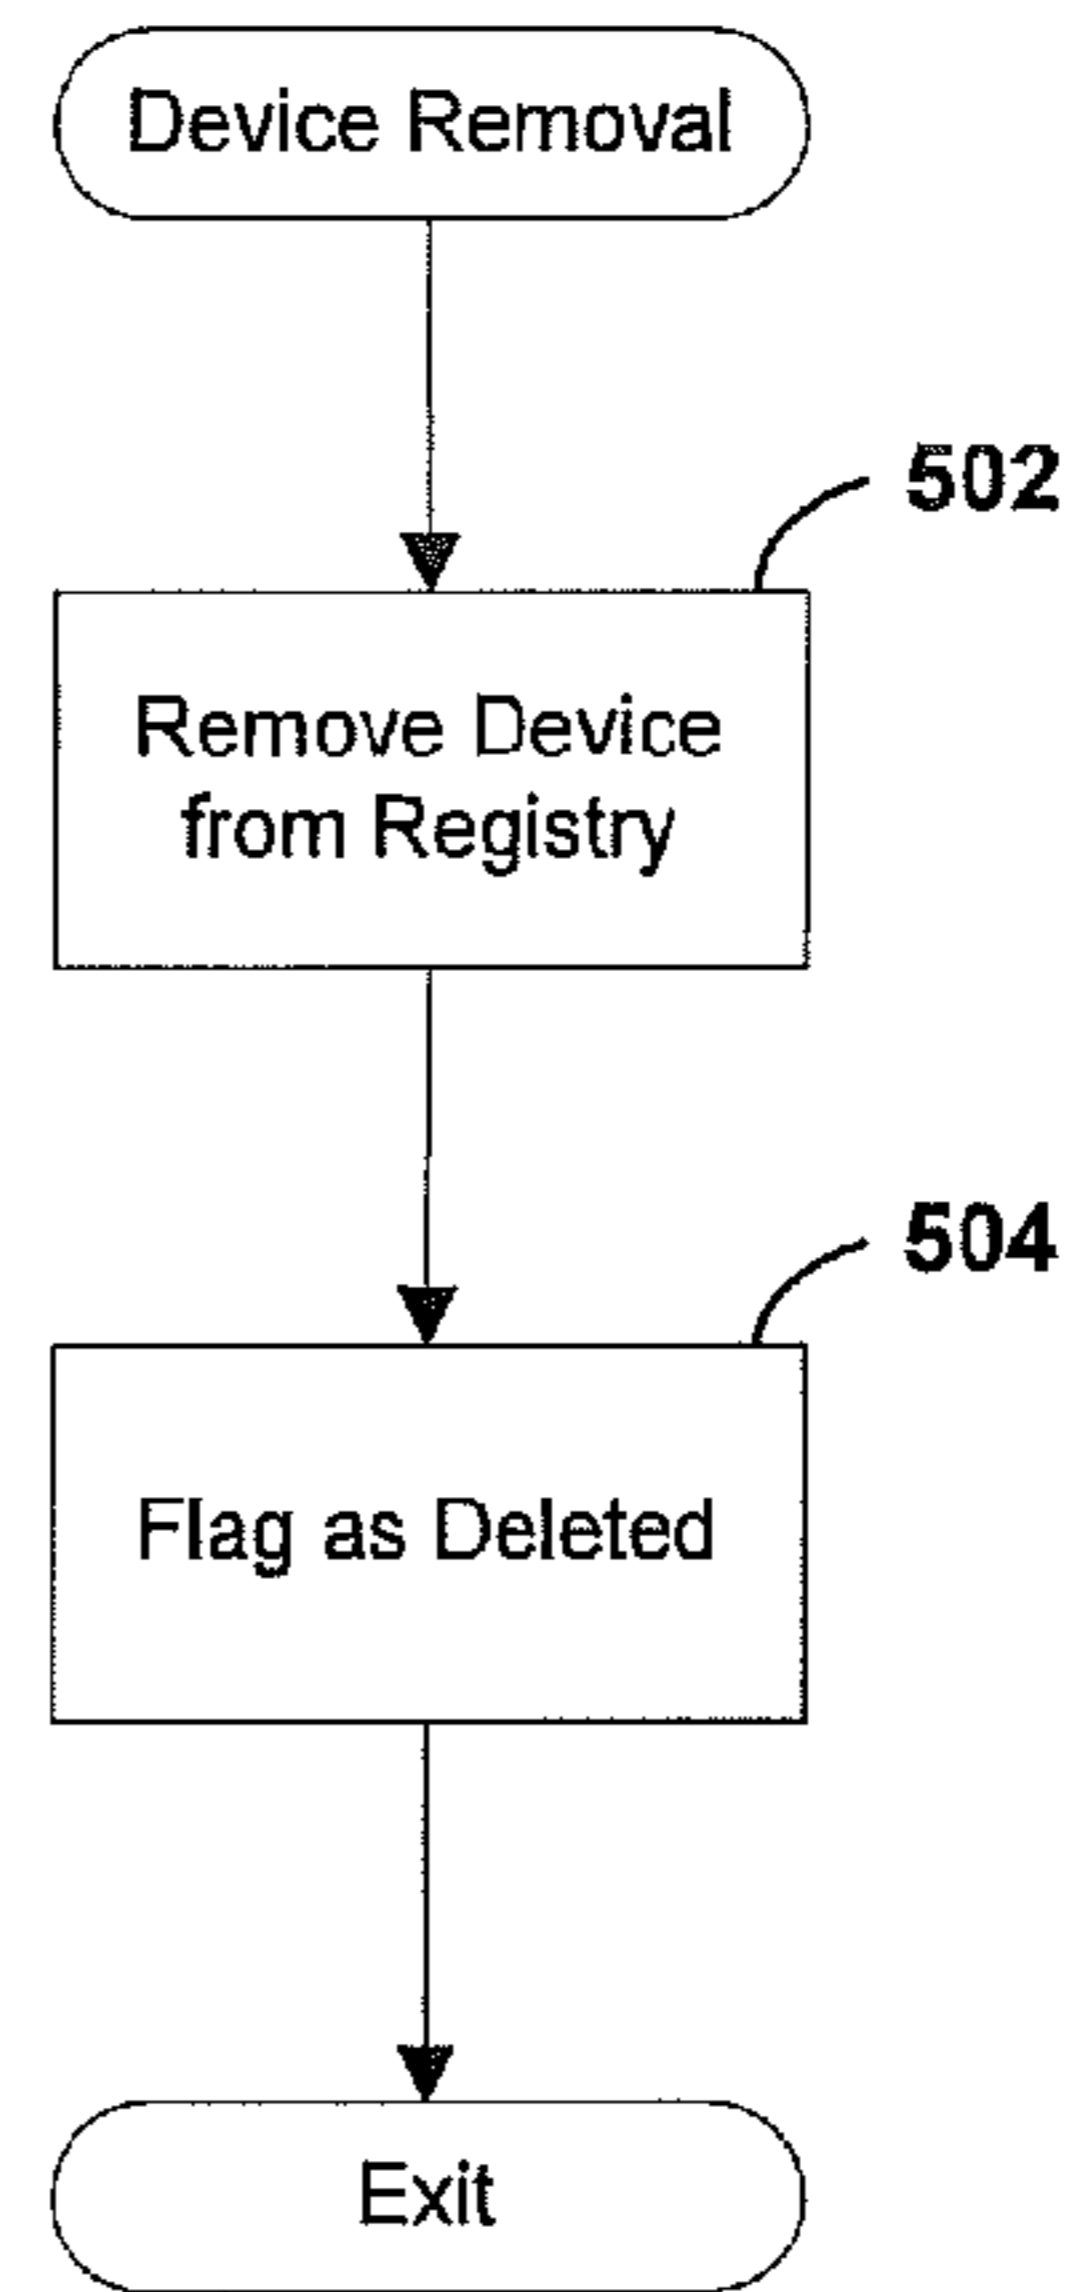 Device Removal
502
Remove Device
from Registry
504
Flag as Deleted
Exit